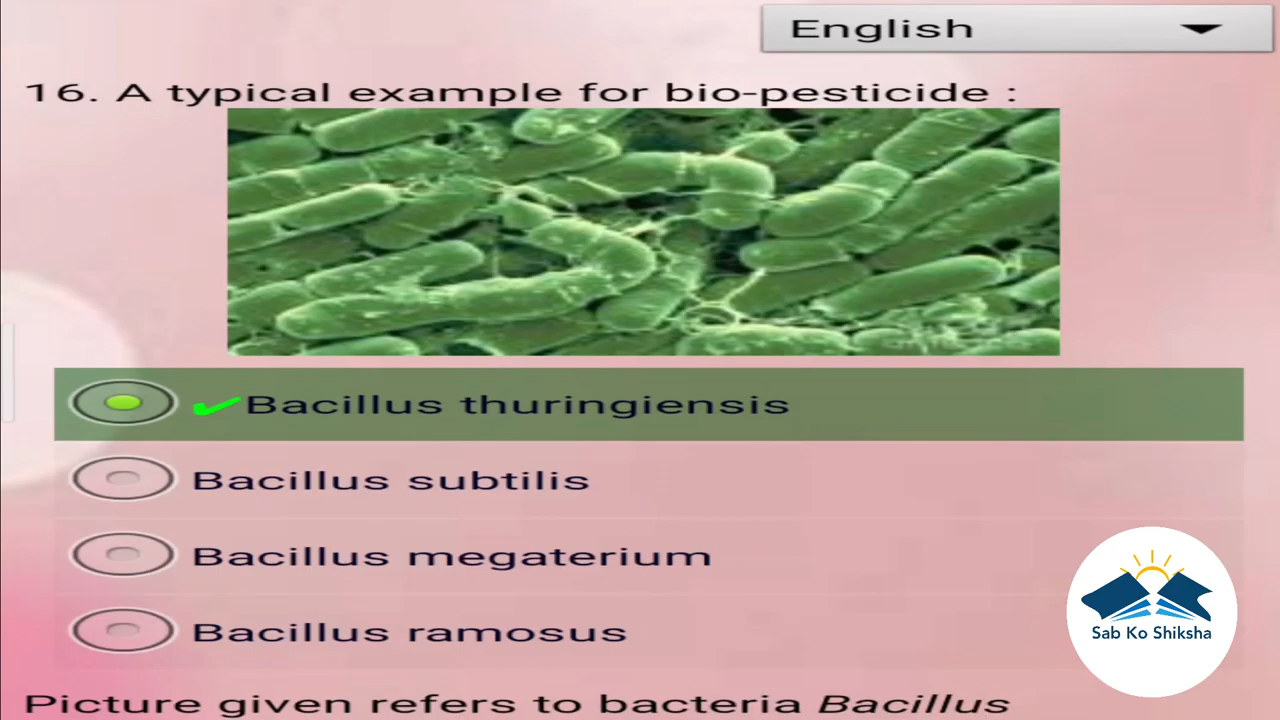 English
16. A typical example for bio-pesticide :
Bacillus thuringiensis
Bacillus subtilis
Bacillus megaterium
Bacillus ramosus
Sab Ko Shiksha
Picture given refers to bacteria Bacillus